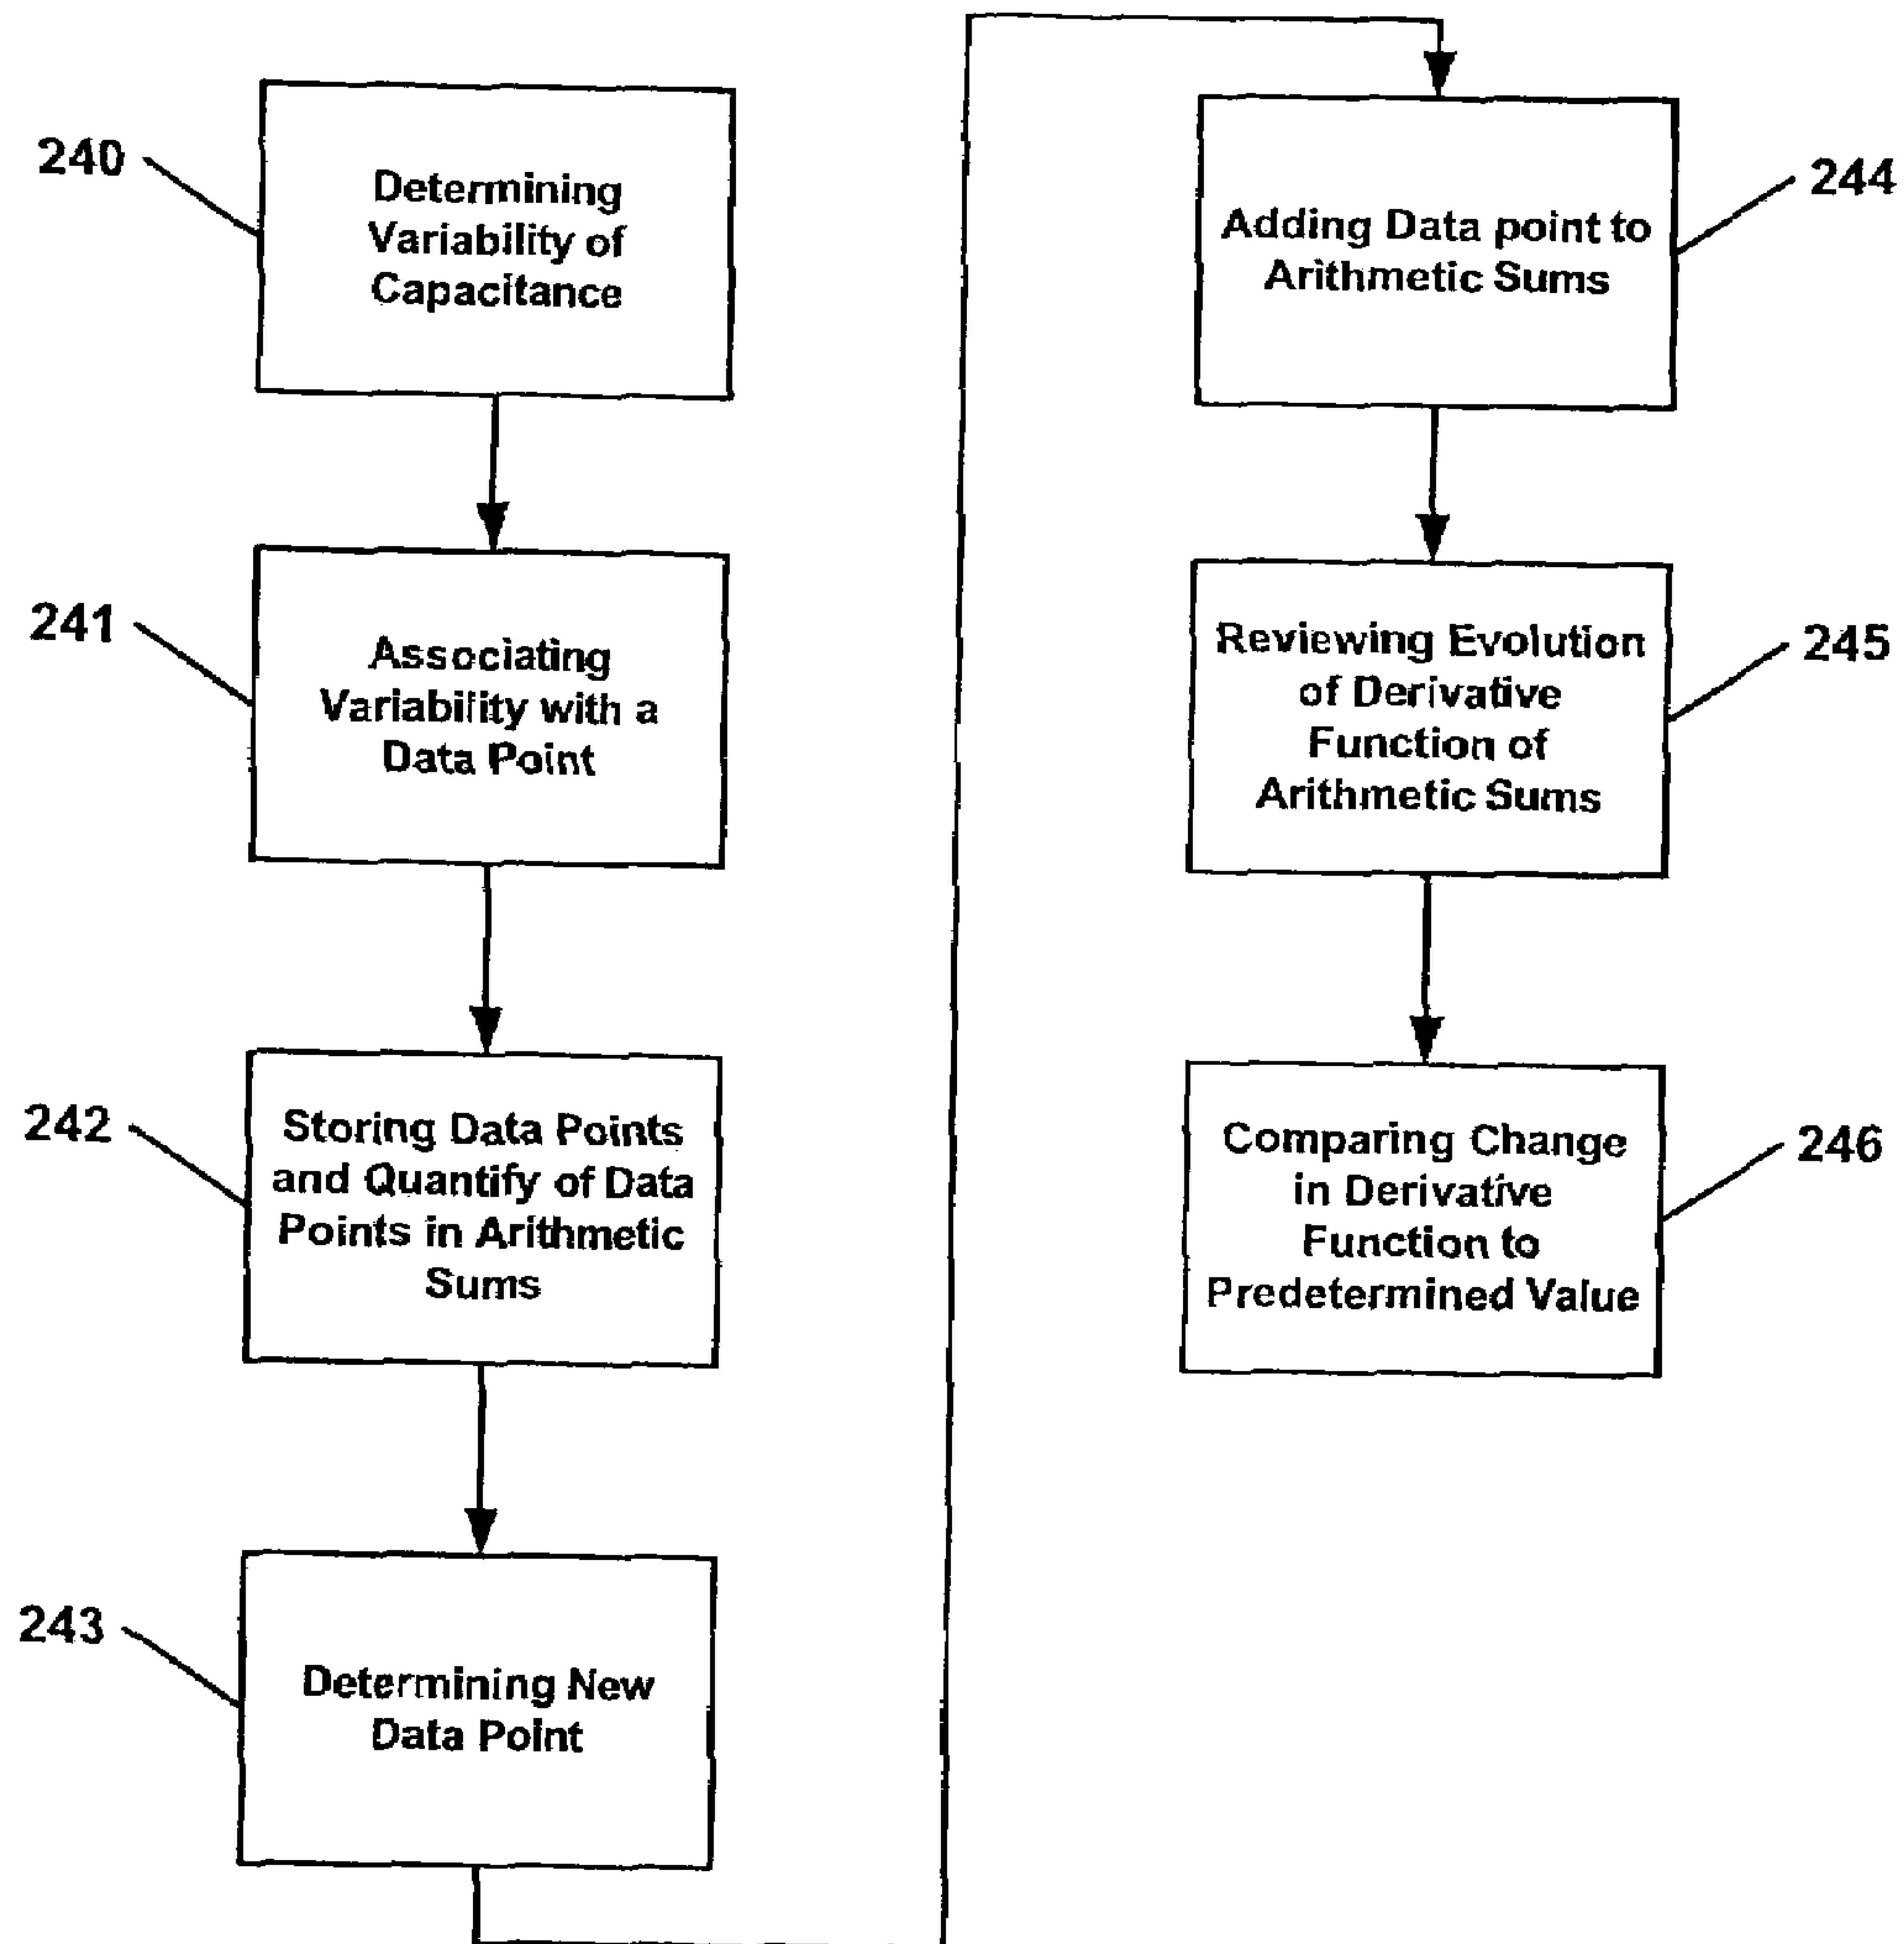 240
Determining
Variability of
Capacitance
241
Associating
Variability with a
Data Point
242
Storing Data Points
and Quantify of Data
Points in Arithmetic
Sums
243
Determining New
Data Point
244
Adding Data point to
Arithmetic Sums
245
Reviewing Evolution
of Derivative
Function of
Arithmetic Sums
246
Comparing Change
in Derivative
Function to
Predetermined Value